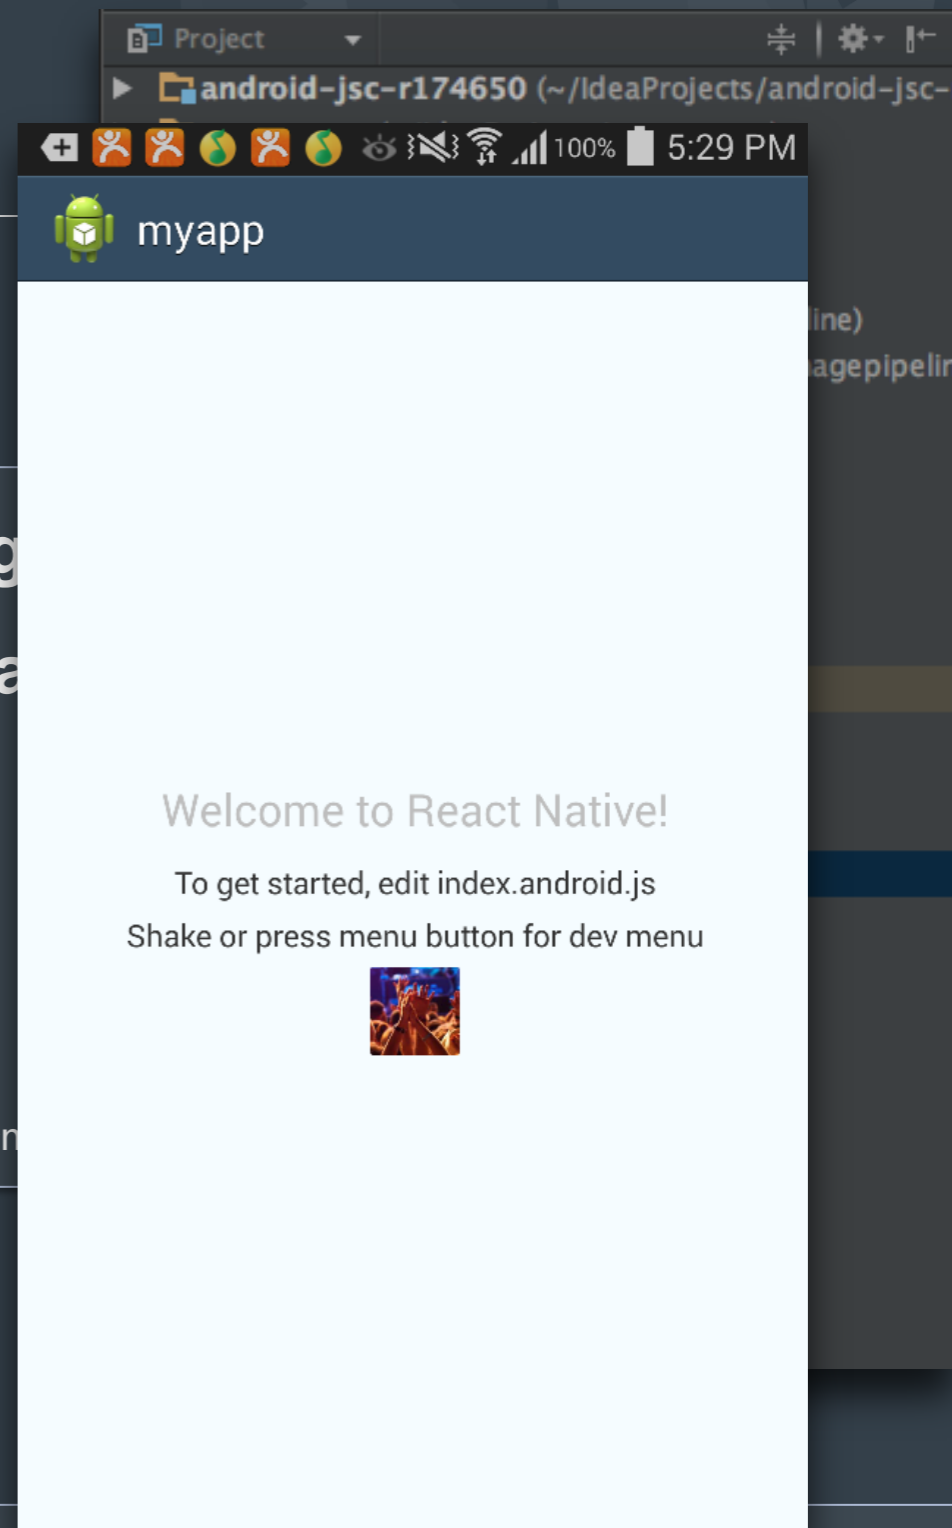 Project
android-jsc-r174650 (~/IdeaProjects/android-jsc-
100% 5:29 PM
myapp
line)
agepipelin
g
a
Welcome to React Native!
To get started, edit index.android.js
Shake or press menu button for dev menu